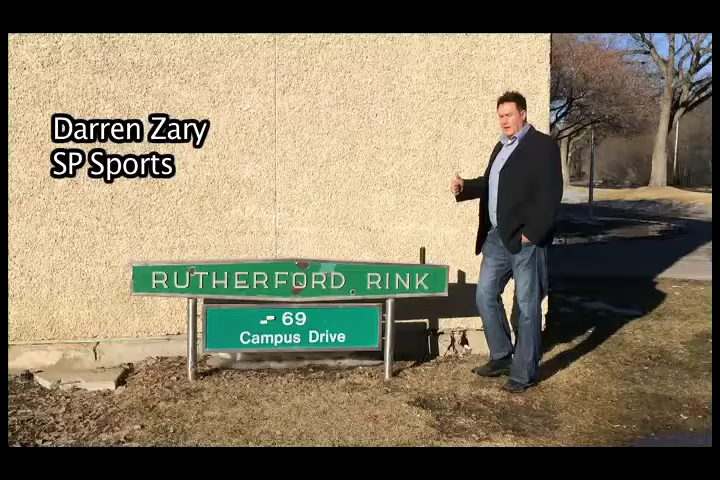 Darren Zary
SP Sports
RUTHERFORD RINK
69
Campus Drive